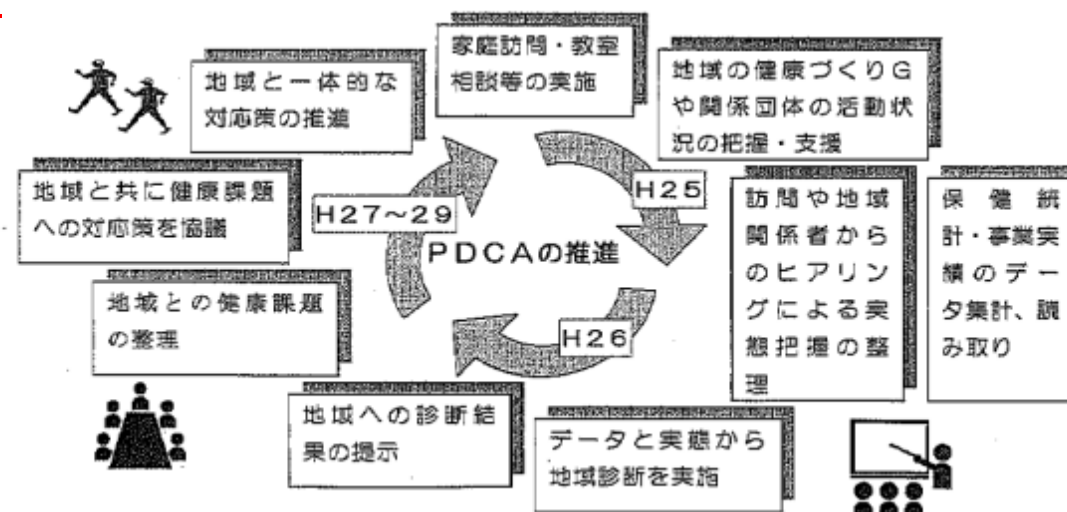 家庭訪問・教室
相談等の実施
地域の健康づくりG
や関係団体の活動状
況の把握・支援
訪問や地域
関係者から
のヒアリン
グによる実
態把握の整
理
保健統
計・事業実
績のデー
タ集計、読
み取り
データと実態から
地域診断を実施
地域への診断結
果の提示
地域との健康課題
の整理
地域と共に健康課題
への対応策を協議
地域と一体的な
対応策の推進
H25
H26
H27～29
PDCAの推進